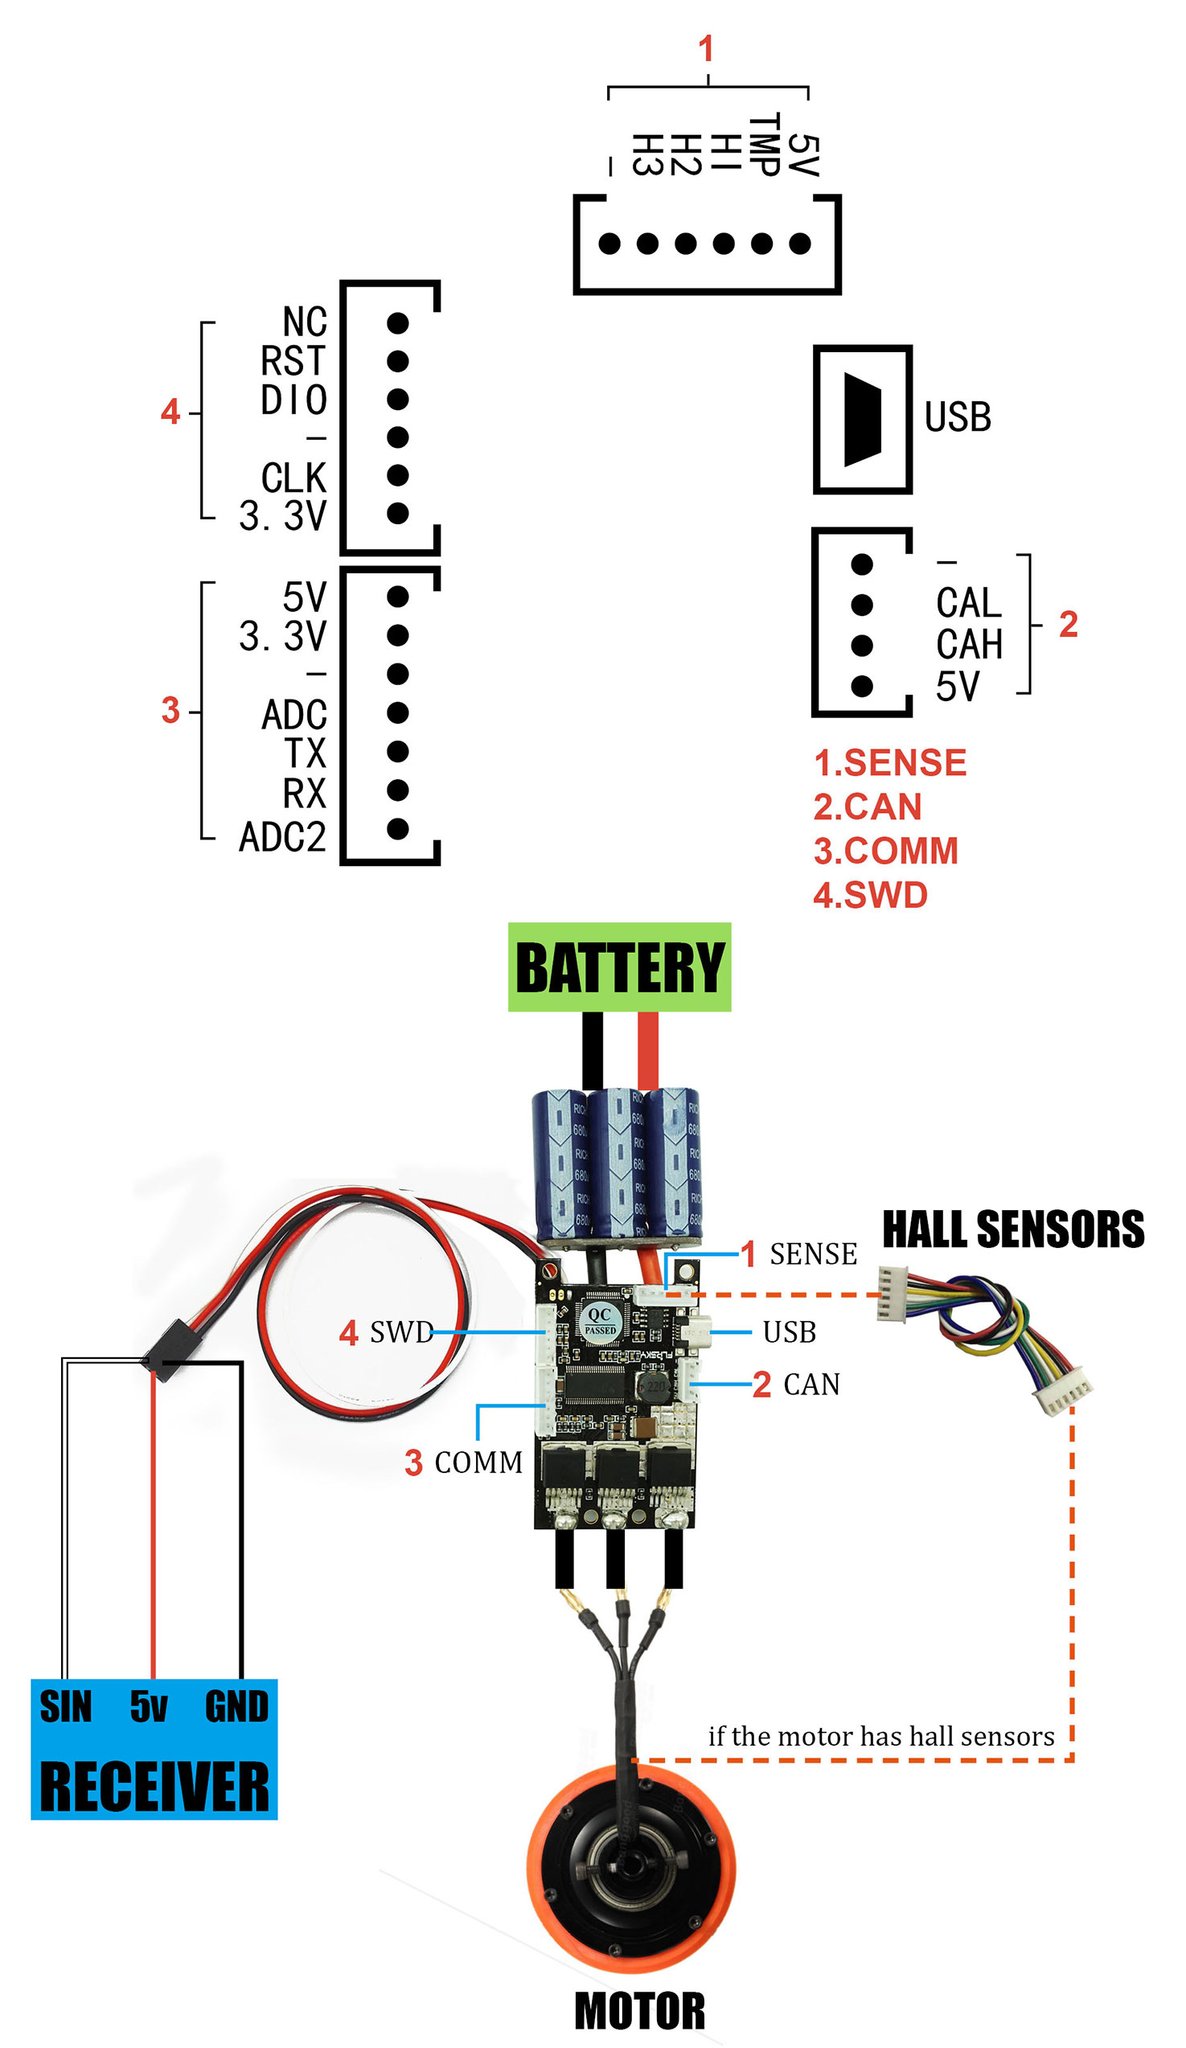 1
-
H3
H2
H1
TMP
5V
4
NC
RST
DIO
-
CLK
3.3V
USB
3
5V
3.3V
-
ADC
TX
RX
ADC2
-
CAL
CAH
5V
2
1.SENSE
2.CAN
3.COMM
4.SWD
BATTERY
HALL SENSORS
1 SENSE
QC
PASSED
4 SWD
USB
FLIPSKY
220
2 CAN
3 COMM
SIN 5v GND
RECEIVER
if the motor has hall sensors
MOTOR